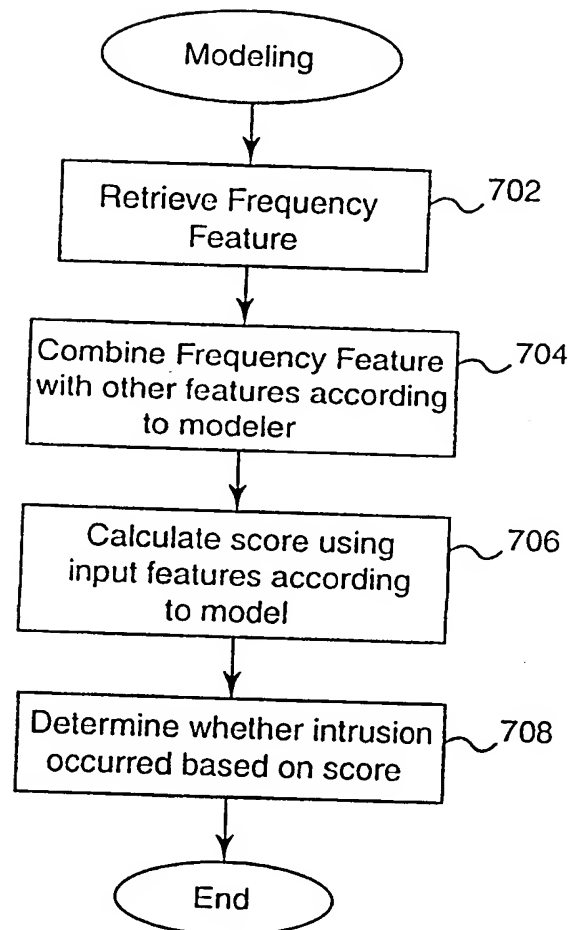 Modeling
Retrieve Frequency
Feature
702
Combine Frequency Feature
with other features according
to modeler
704
Calculate score using
input features according
to model
706
Determine whether intrusion
occurred based on score
708
End